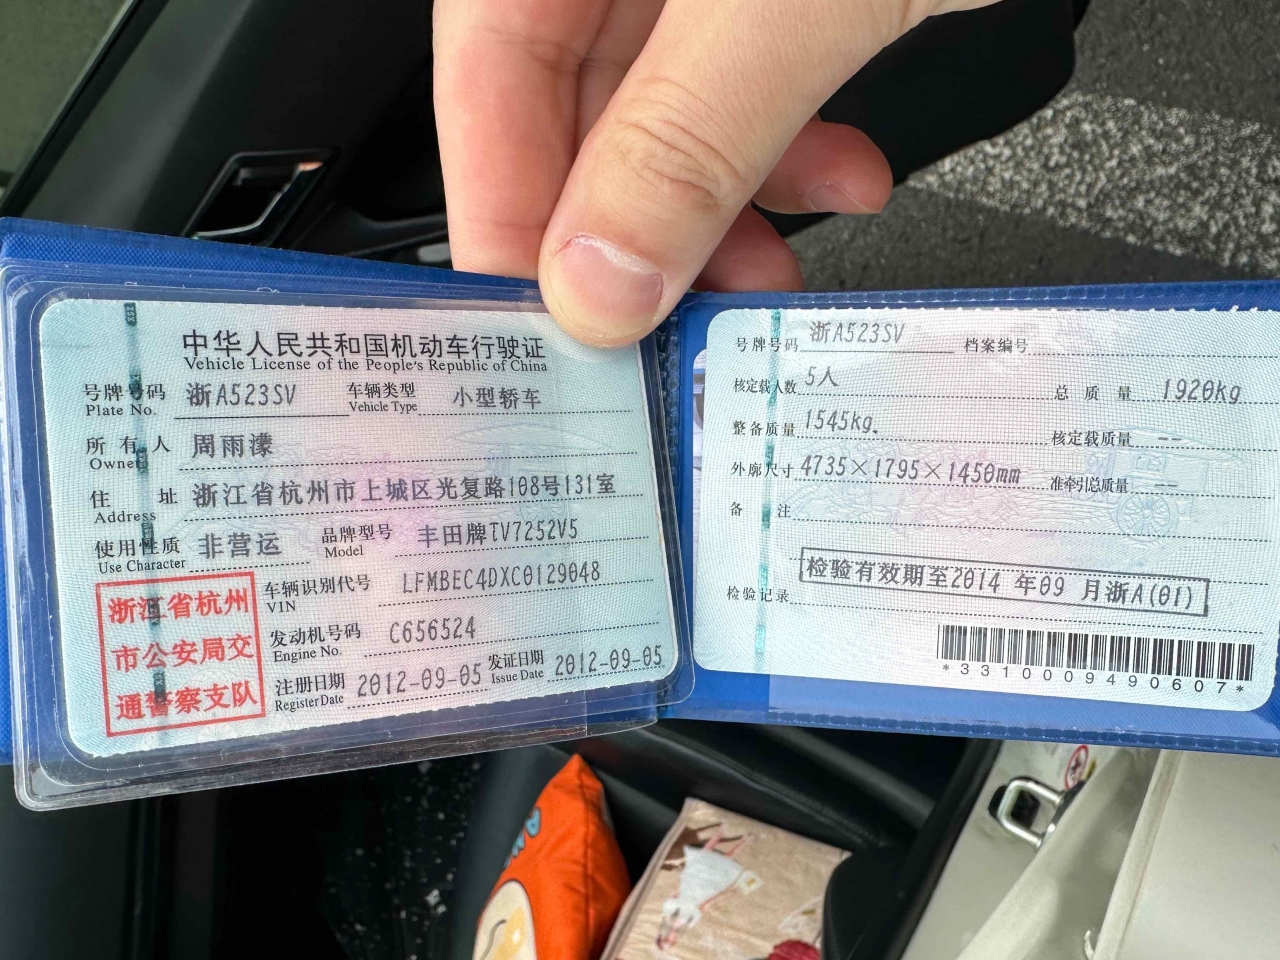 中华人民共和国机动车行驶证
Vehicle License of the People's Republic of China
号牌号码 浙A523SV 车辆类型 小型轿车
Plate No. Vehicle Type
所有人 周雨濛
Owner
住址 浙江省杭州市上城区光复路108号131室
Address
使用性质 非营运 品牌型号 丰田牌TV7252V5
Use Character Model
浙江省杭州
市公安局交
通警察支队
车辆识别代号 LFMBEC4DXC0129048
VIN
发动机号码 C656524
Engine No.
注册日期 2012-09-05 发证日期 2012-09-05
Register Date Issue Date
号牌号码 浙A523SV 档案编号
核定载人数 5人 总质量 1920kg
整备质量 1545kg 核定载质量 --
外廓尺寸 4735×1795×1450mm 准牵引总质量 --
备注
检验记录 检验有效期至2014 年09 月浙A(01)
*3310009490607*